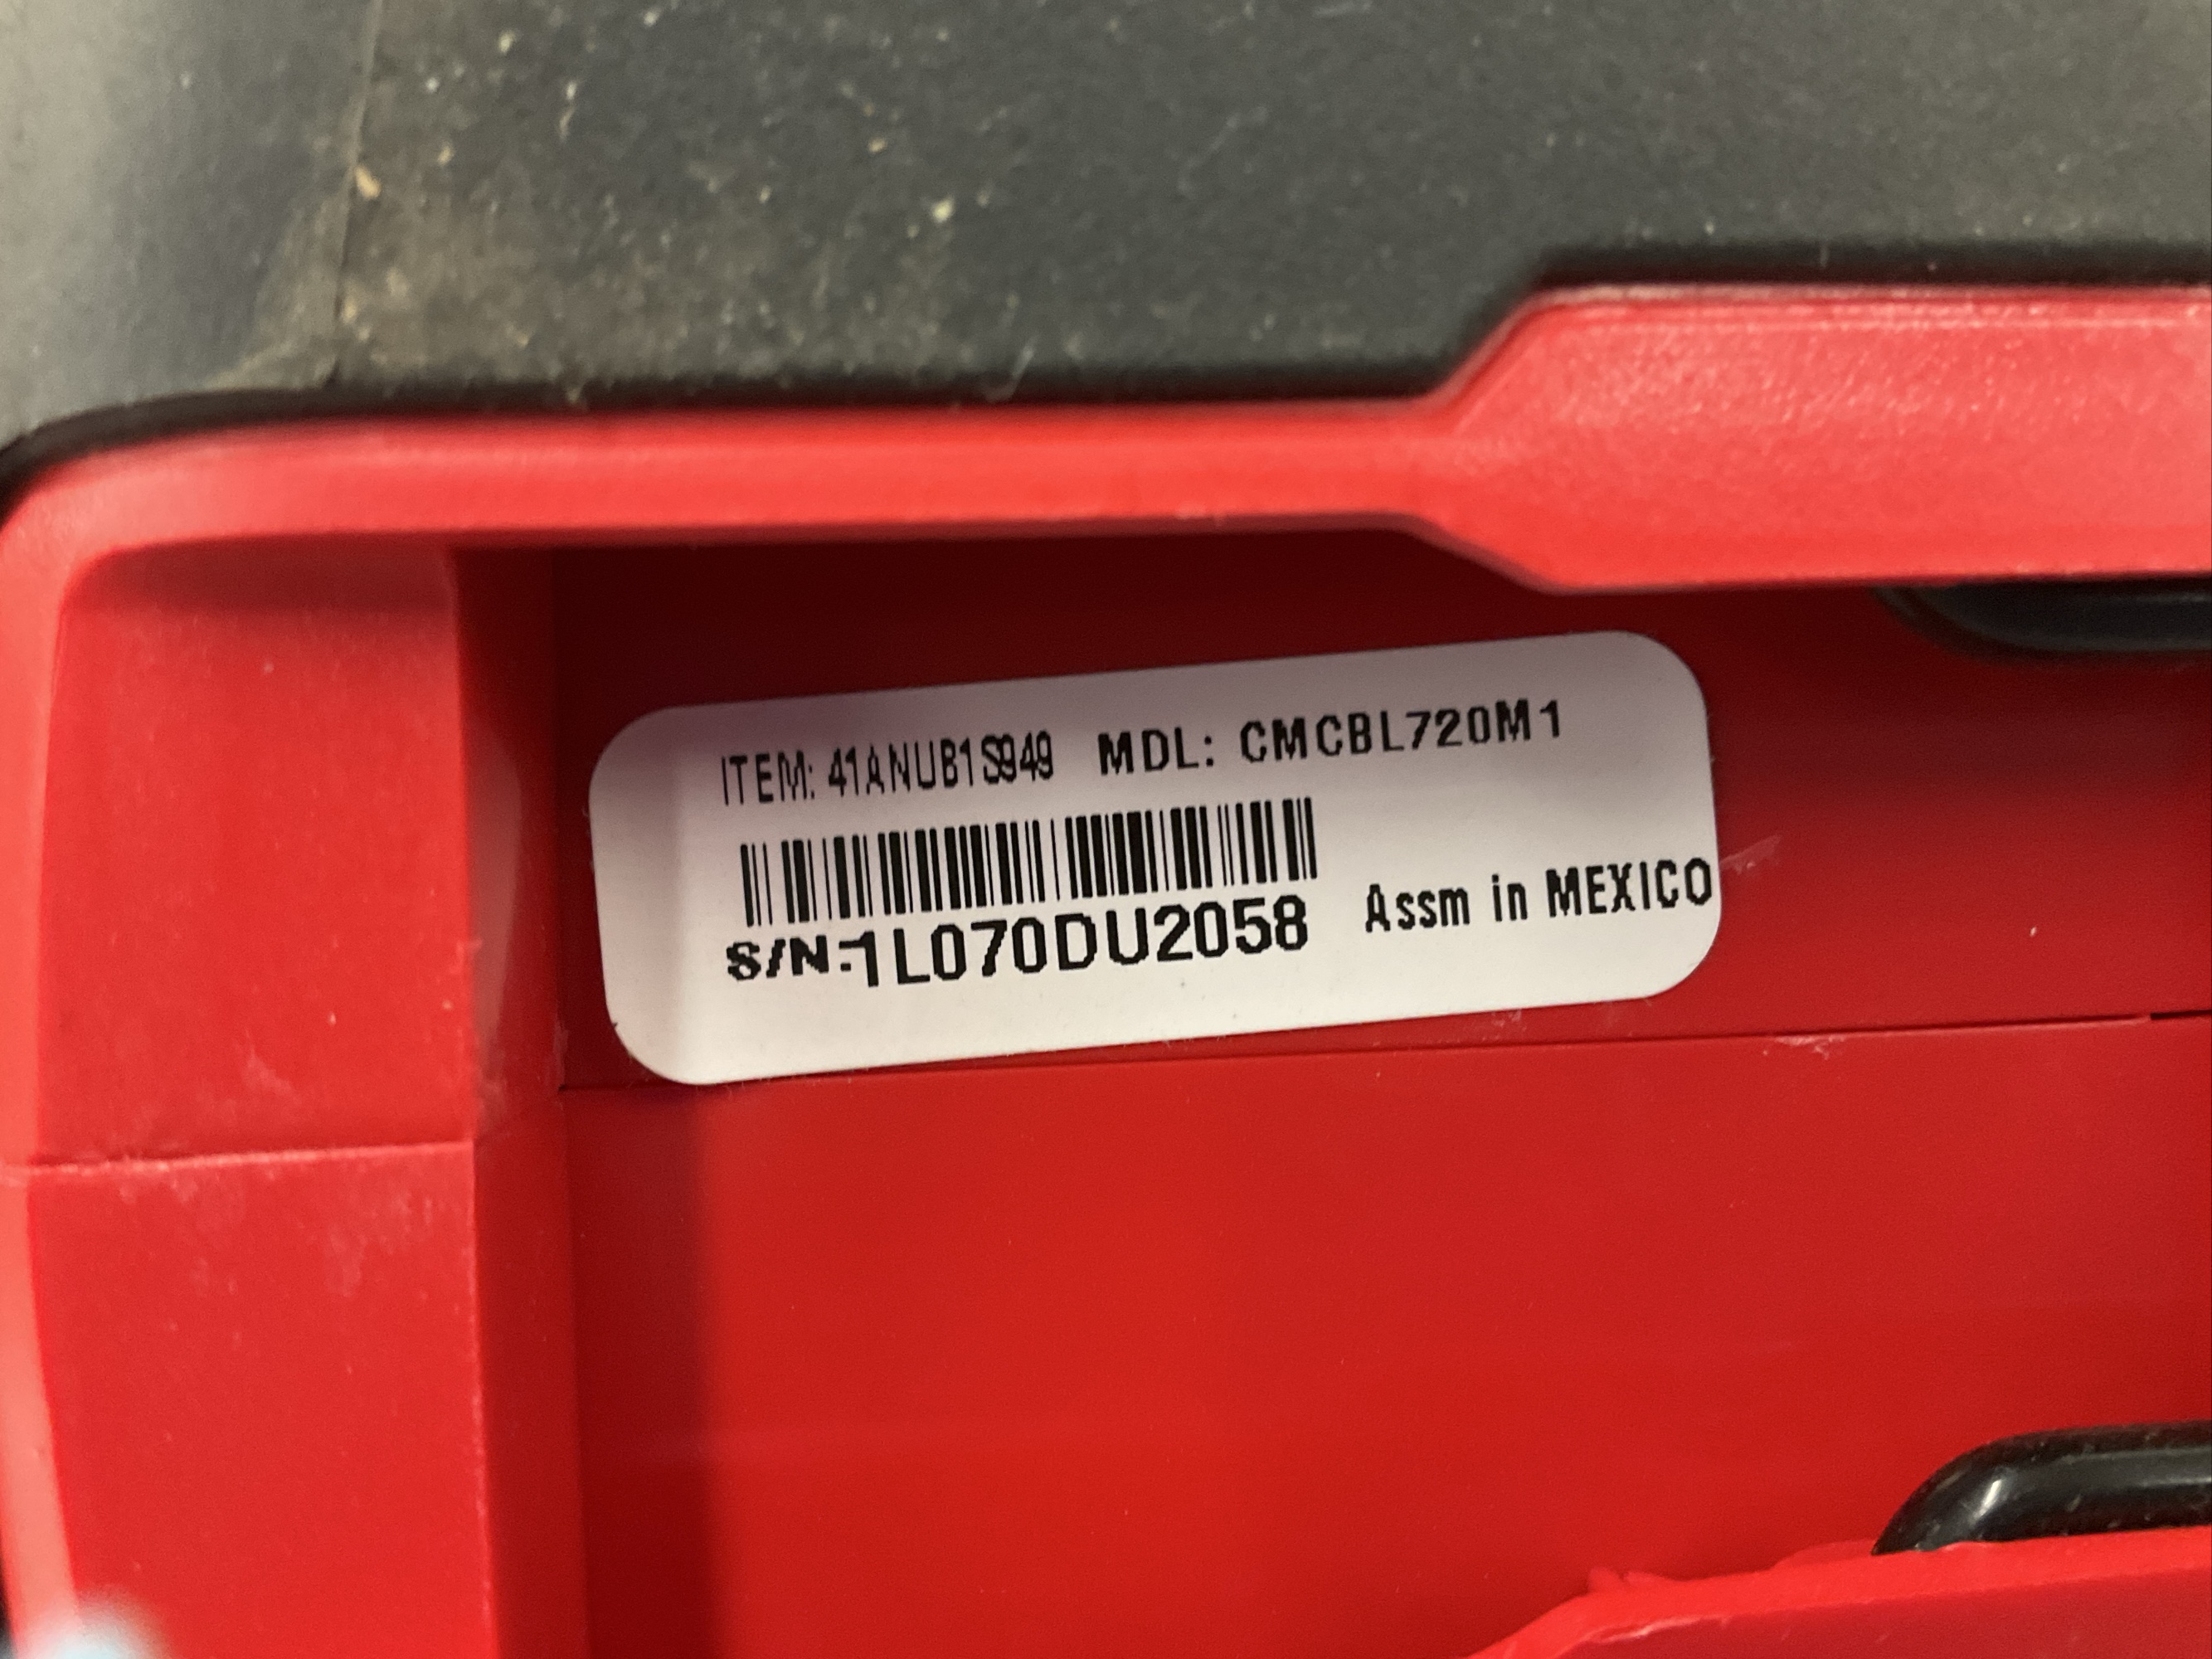 ITEM: 41ANUB1S949 MDL: CMCBL720M1
S/N:1L070DU2058 Assm in MEXICO